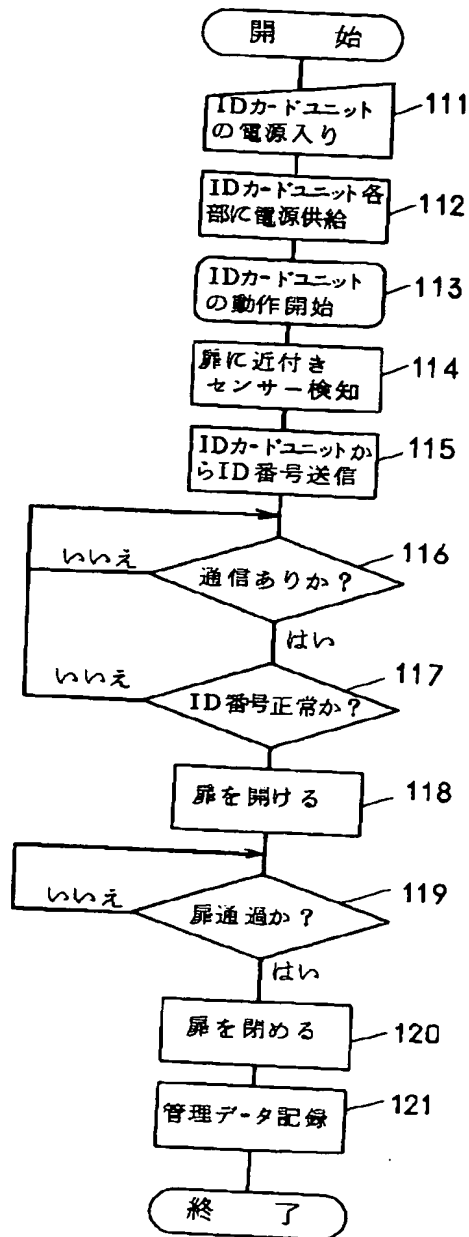 開 始
IDカードユニット
の電源入り
111
IDカードユニット各
部に電源供給
112
IDカードユニット
の動作開始
113
扉に近付き
センサー検知
114
IDカードユニットか
らID番号送信
115
いいえ
通信ありか?
116
はい
いいえ
ID番号正常か?
117
扉を開ける
118
いいえ
扉通過か?
119
はい
扉を閉める
120
管理データ記録
121
終 了